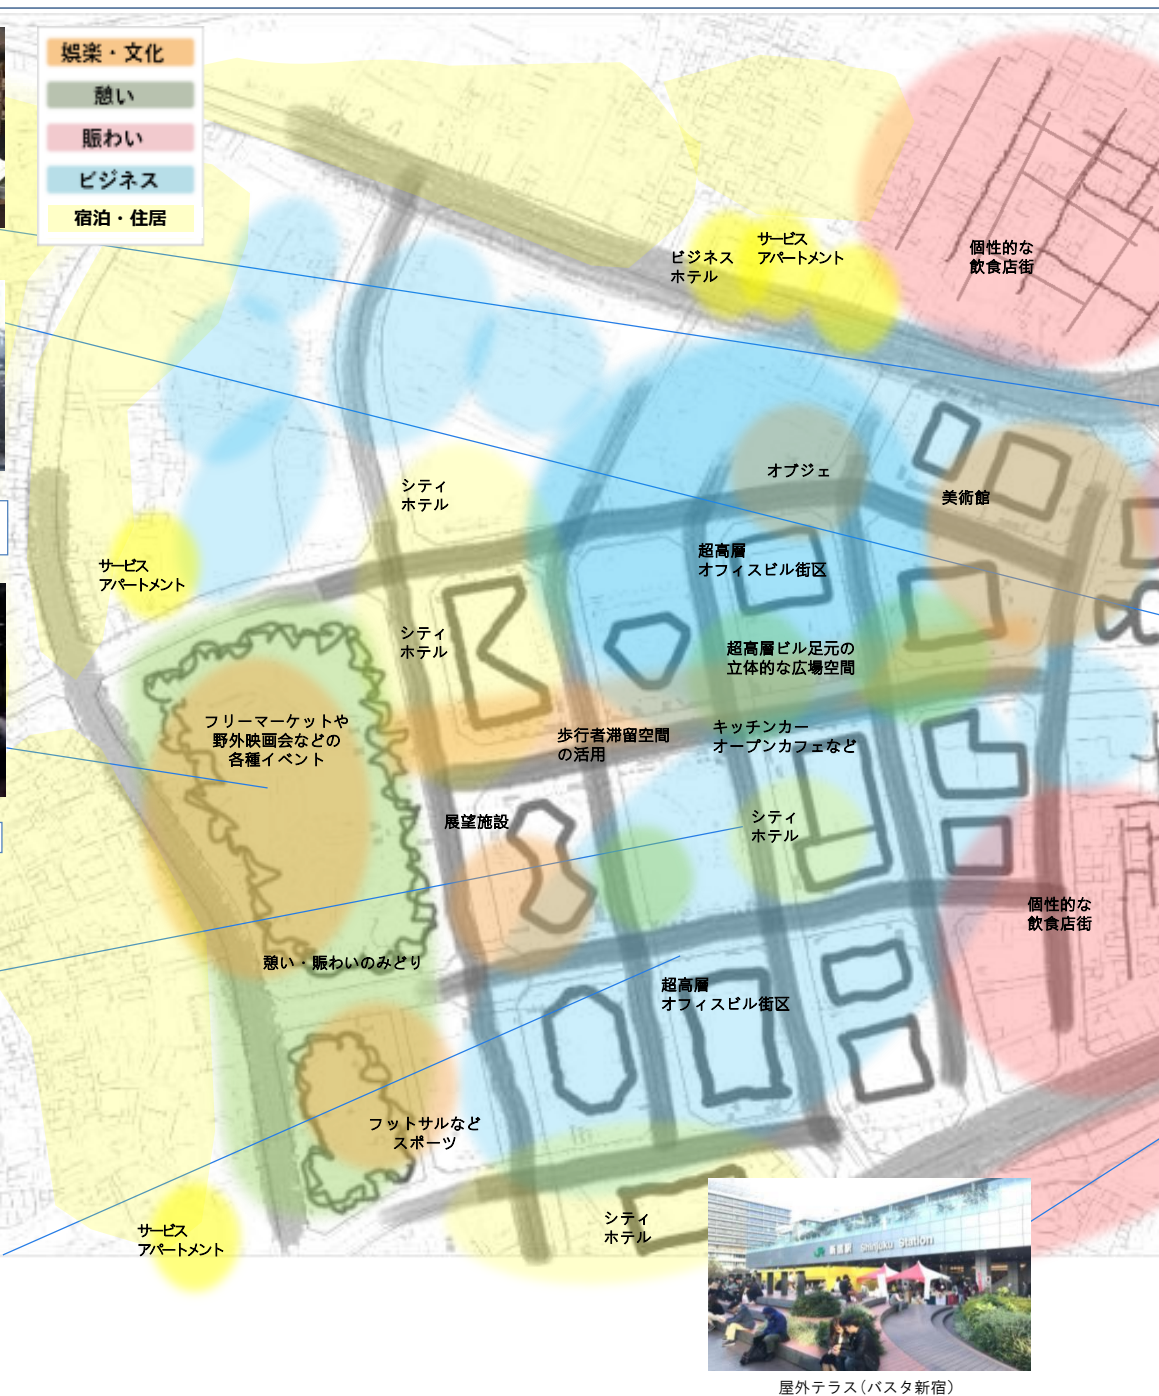 娯楽・文化
憩い
賑わい
ビジネス
宿泊・住居
ビジネス
ホテル
サービス
アパートメント
個性的な
飲食店街
シティ
ホテル
オブジェ
美術館
サービス
アパートメント
超高層
オフィスビル街区
シティ
ホテル
超高層ビル足元の
立体的な広場空間
フリーマーケットや
野外映画会などの
各種イベント
歩行者滞留空間
の活用
キッチンカー
オープンカフェなど
展望施設
シティ
ホテル
個性的な
飲食店街
憩い・賑わいのみどり
超高層
オフィスビル街区
フットサルなど
スポーツ
サービス
アパートメント
シティ
ホテル
JR 新宿駅 Shinjuku Station
屋外テラス(バスタ新宿)